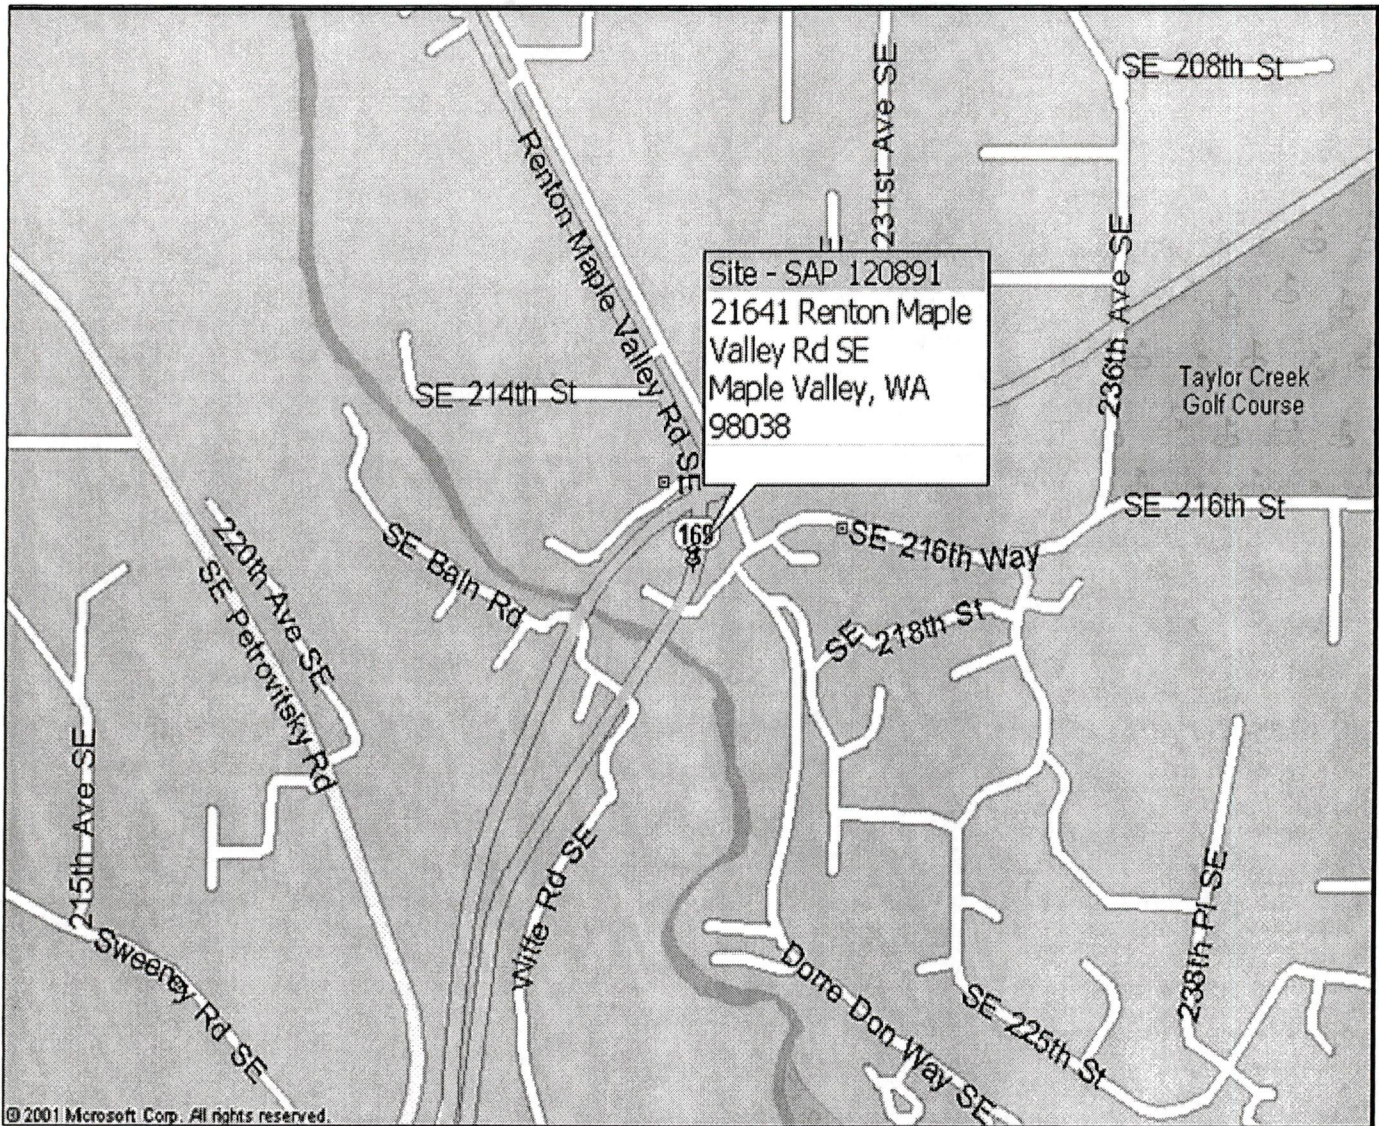 SE 208th St
231st Ave SE
Renton Maple Valley Rd SE
236th Ave SE
E
Site - SAP 120891
21641 Renton Maple
Valley Rd SE
Maple Valley, WA
98038
SE 214th St
Taylor Creek
Golf Course
SE 216th St
169
SE 216th Way
SE Baln Rd
220th Ave SE
SE Petrovitsky Rd
SE 218th St
215th Ave SE
Witte Rd SE
238th Pl SE
Sweeney Rd SE
Dorre Don Way SE
SE 225th St
© 2001 Microsoft Corp. All rights reserved.